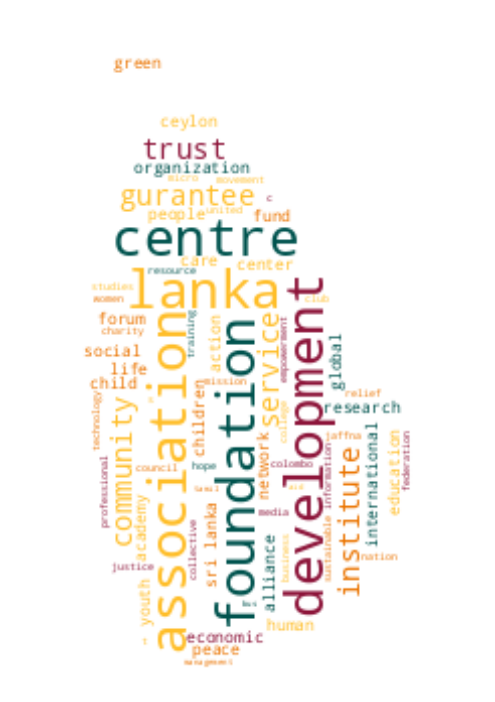 green
ceylon
trust
organization
micro
movement
gurantee
c
people
united
fund
centre
care
center
resource
studies
lanka
women
club
forum
charity
training
action
service
empowerment
development
social
global
life
child
mission
relief
children
association
foundation
research
technology
community
college
jaffna
network
education
federation
international
professional
council
hope
colombo
information
institute
tamil
aid
academy
sri lanka
media
sustainable
collective
alliance
business
nation
justice
youth
human
economic
peace
management